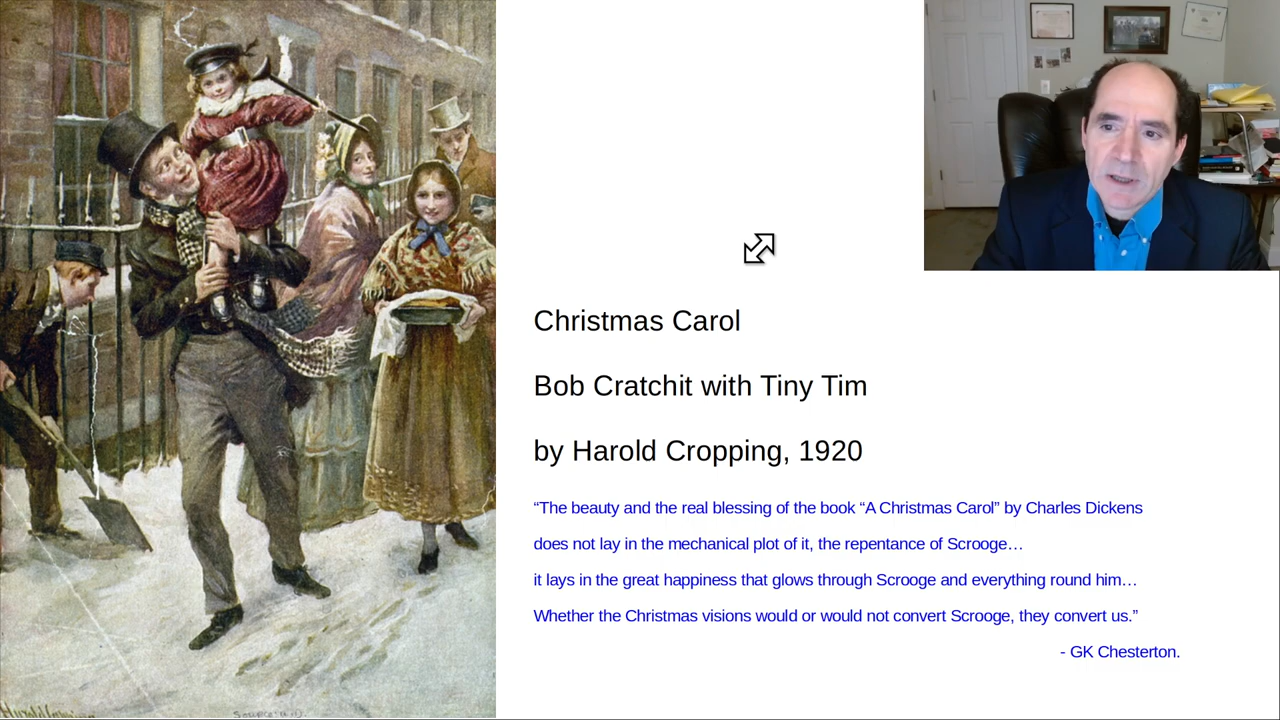 Christmas Carol
Bob Cratchit with Tiny Tim
by Harold Cropping, 1920
“The beauty and the real blessing of the book “A Christmas Carol” by Charles Dickens
does not lay in the mechanical plot of it, the repentance of Scrooge…
it lays in the great happiness that glows through Scrooge and everything round him…
Whether the Christmas visions would or would not convert Scrooge, they convert us.”
- GK Chesterton.
Harold